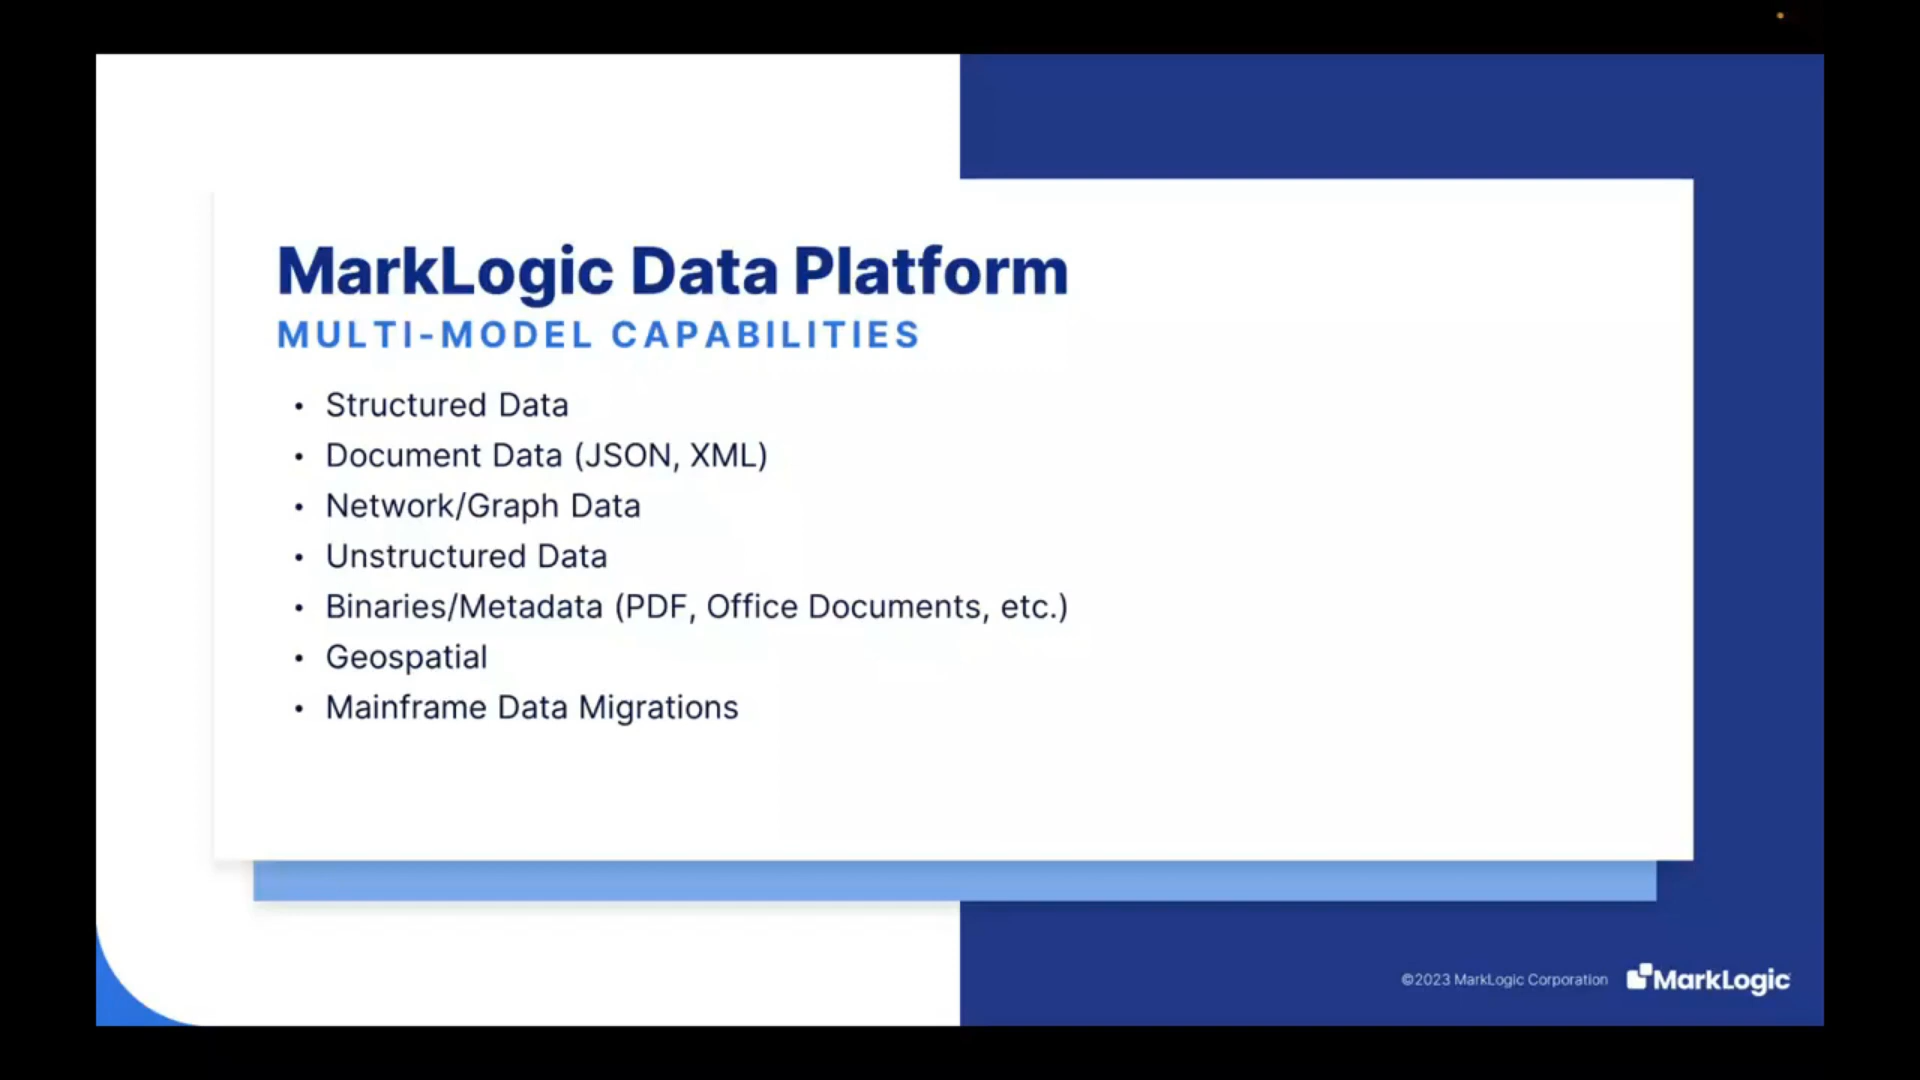 MarkLogic Data Platform
MULTI-MODEL CAPABILITIES
• Structured Data
• Document Data (JSON, XML)
• Network/Graph Data
• Unstructured Data
• Binaries/Metadata (PDF, Office Documents, etc.)
• Geospatial
• Mainframe Data Migrations
©2023 MarkLogic Corporation MarkLogic